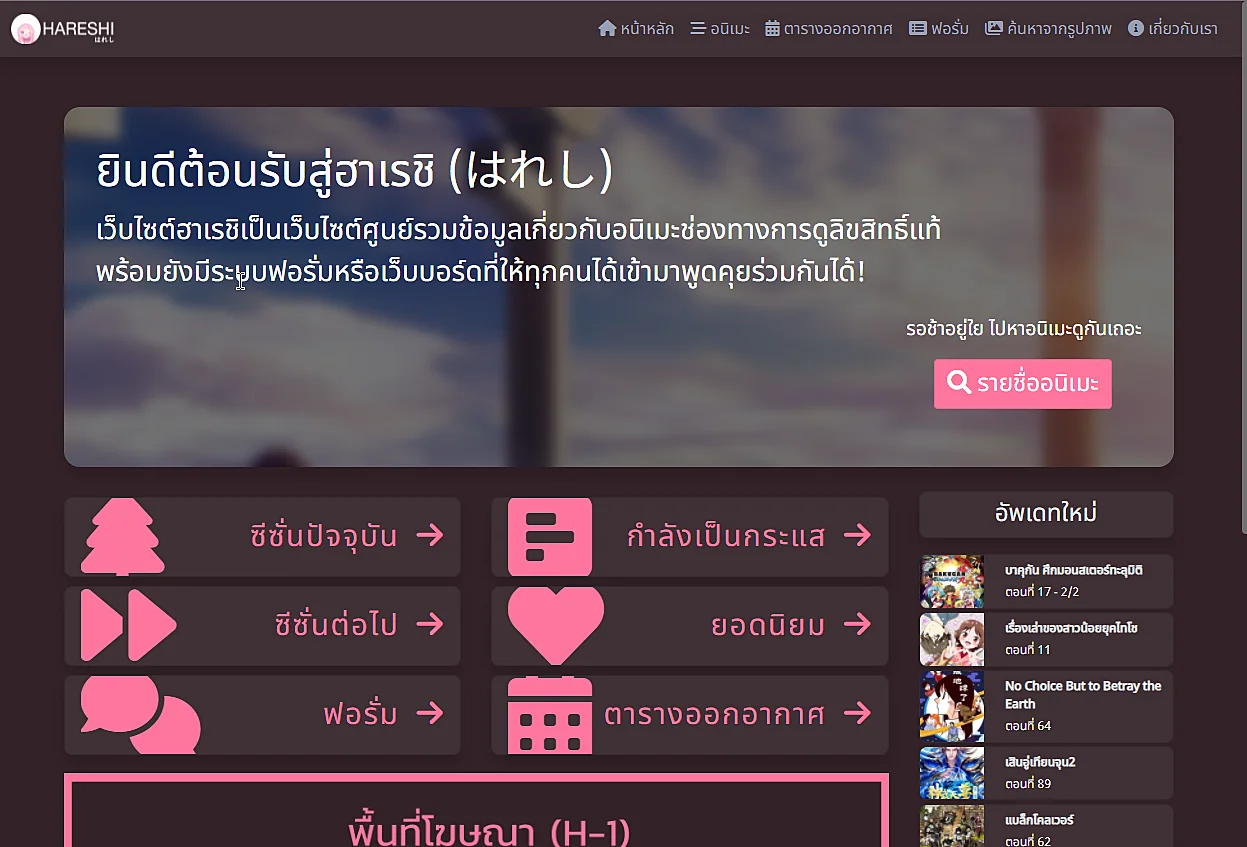 HARESHI
はれし
หน้าหลัก
อนิเมะ
ตารางออกอากาศ
ฟอรั่ม
ค้นหาจากรูปภาพ
เกี่ยวกับเรา
ยินดีต้อนรับสู่ฮาเรชิ (はれし)
เว็บไซต์ฮาเรชิเป็นเว็บไซต์ศูนย์รวมข้อมูลเกี่ยวกับอนิเมะช่องทางการดูลิขสิทธิ์แท้
พร้อมยังมีระบบฟอรั่มหรือเว็บบอร์ดที่ให้ทุกคนได้เข้ามาพูดคุยร่วมกันได้!
รอช้าอยู่ใย ไปหาอนิเมะดูกันเถอะ
รายชื่ออนิเมะ
ซีซั่นปัจจุบัน
กำลังเป็นกระแส
ซีซั่นต่อไป
ยอดนิยม
ฟอรั่ม
ตารางออกอากาศ
พื้นที่โฆษณา (H-1)
อัพเดทใหม่
บาคุกัน ศึกมอนสเตอร์ทะลุมิติ
ตอนที่ 17 - 2/2
เรื่องเล่าของสาวน้อยยุคไทโช
ตอนที่ 11
No Choice But to Betray the
Earth
ตอนที่ 64
เสินอู่เทียนจุน2
ตอนที่ 89
แบล็กโคลเวอร์
ตอนที่ 62